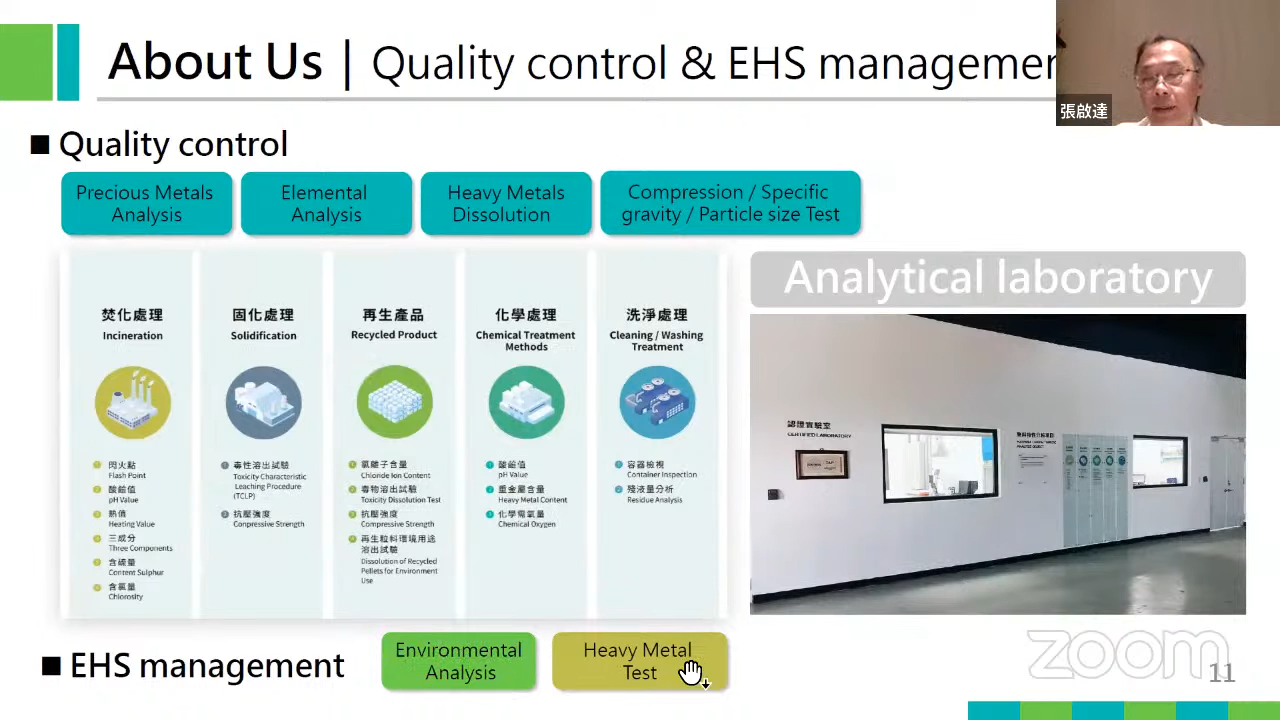 About Us | Quality control & EHS managemen
張啟達
■ Quality control
Precious Metals
Analysis
Elemental
Analysis
Heavy Metals
Dissolution
Compression / Specific
gravity / Particle size Test
Analytical laboratory
焚化處理
Incineration
閃火點
Flash Point
酸鹼值
pH Value
熱值
Heating Value
三成分
Three Components
含硫量
Content Sulphur
含氯量
Chlorosity
固化處理
Solidification
毒性溶出試驗
Toxicity Characteristic
Leaching Procedure
(TCLP)
抗壓強度
Conpressive Strength
再生產品
Recycled Product
氯離子含量
Chloride Ion Content
毒物溶出試驗
Toxicity Dissolution Test
抗壓強度
Compressive Strength
再生粒料環境用途
溶出試驗
Dissolution of Recycled
Pellets for Environment
Use
化學處理
Chemical Treatment
Methods
酸鹼值
pH Value
重金屬含量
Heavy Metal Content
化學需氧量
Chemical Oxygen
洗淨處理
Cleaning / Washing
Treatment
容器檢視
Container Inspection
殘液量分析
Residue Analysis
認證實驗室
CERTIFIED LABORATORY
■ EHS management
Environmental
Analysis
Heavy Metal
Test
zoom
11